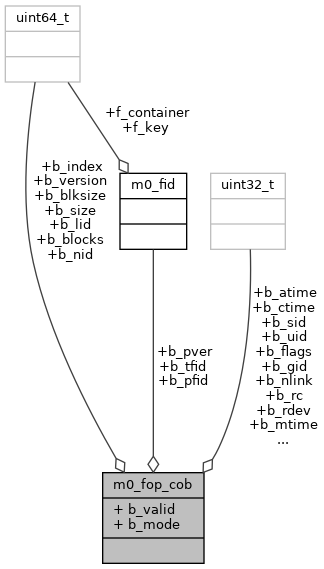 uint64_t
+f_container
+f_key
+b_index
+b_version
+b_blksize
+b_size
+b_lid
+b_blocks
+b_nid
m0_fid
uint32_t
+b_pver
+b_tfid
+b_pfid
+b_atime
+b_ctime
+b_sid
+b_uid
+b_flags
+b_gid
+b_nlink
+b_rc
+b_rdev
+b_mtime
...
m0_fop_cob
+ b_valid
+ b_mode